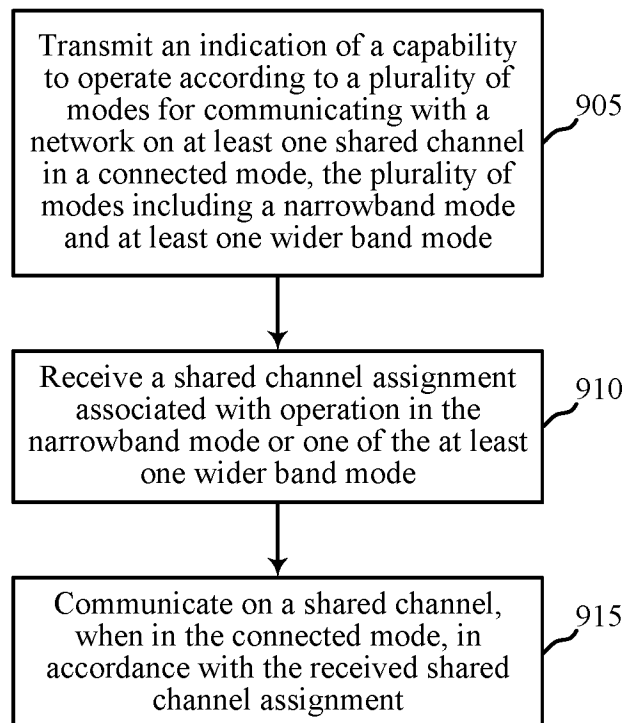 Transmit an indication of a capability
to operate according to a plurality of
modes for communicating with a
network on at least one shared channel
in a connected mode, the plurality of
modes including a narrowband mode
and at least one wider band mode
905
Receive a shared channel assignment
associated with operation in the
narrowband mode or one of the at least
one wider band mode
910
Communicate on a shared channel,
when in the connected mode, in
accordance with the received shared
channel assignment
915